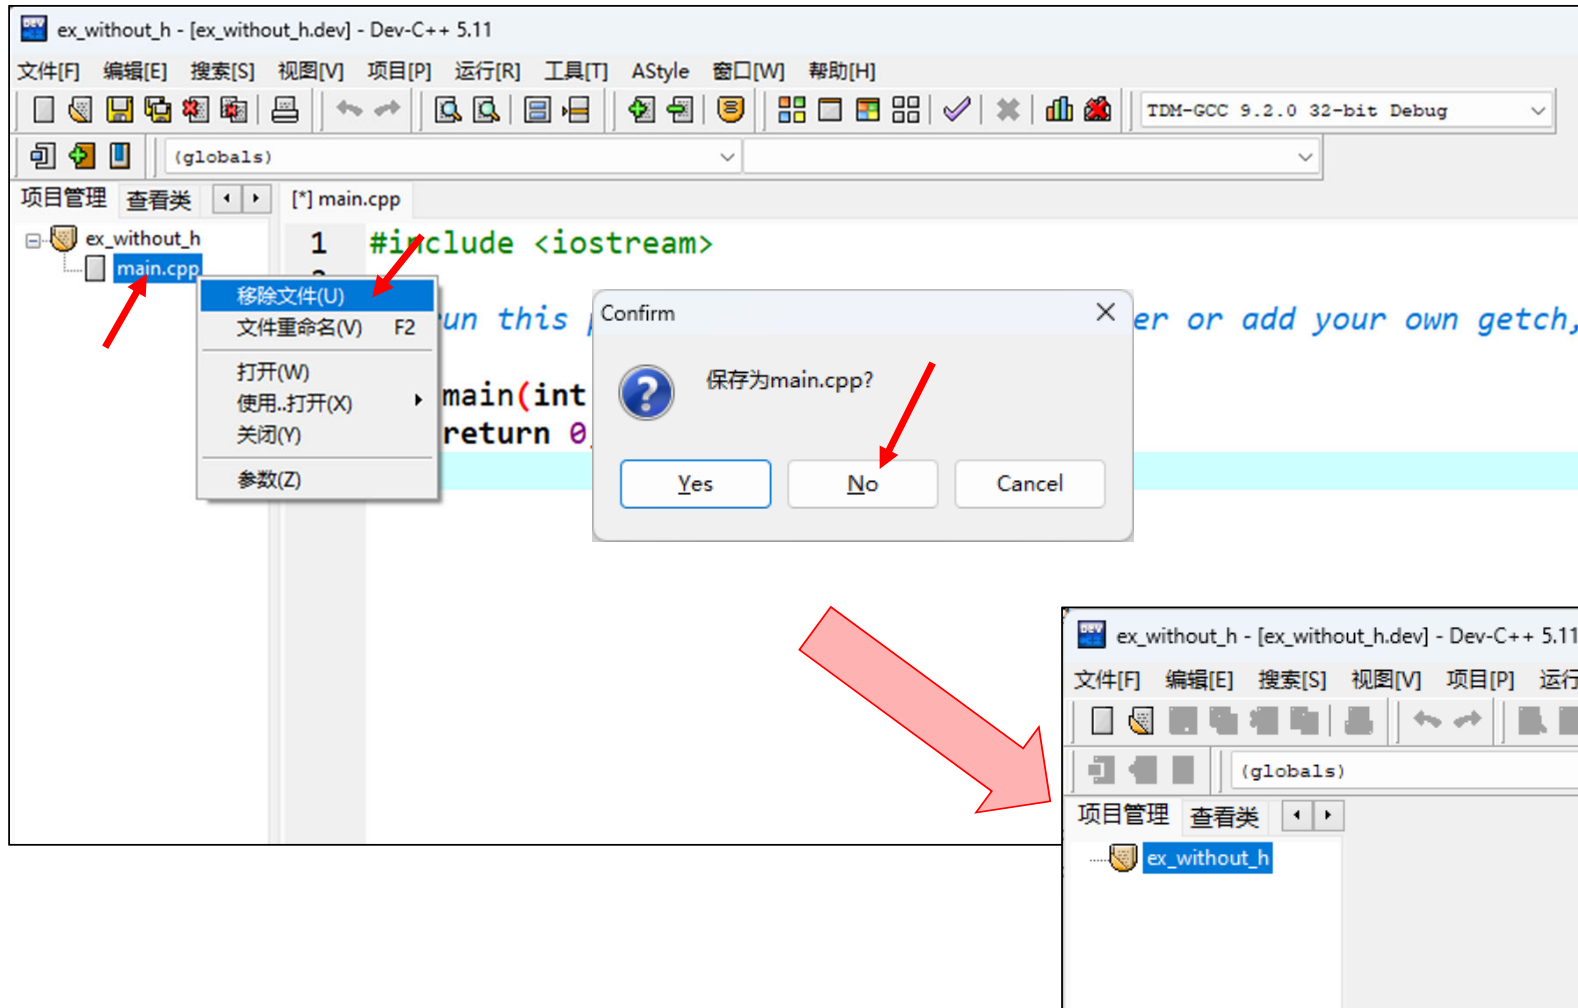 ex_without_h - [ex_without_h.dev] - Dev-C++ 5.11
文件[F] 编辑[E] 搜索[S] 视图[V] 项目[P] 运行[R] 工具[T] AStyle 窗口[W] 帮助[H]
TDM-GCC 9.2.0 32-bit Debug
(globals)
项目管理 查看类 [*] main.cpp
ex_without_h
main.cpp
1 #include <iostream>
移除文件(U)
文件重命名(V) F2
打开(W)
使用..打开(X)
关闭(Y)
参数(Z)
un this er or add your own getch,
main(int
return 0
Confirm
保存为main.cpp?
Yes No Cancel
ex_without_h - [ex_without_h.dev] - Dev-C++ 5.11
文件[F] 编辑[E] 搜索[S] 视图[V] 项目[P] 运行
(globals)
项目管理 查看类
ex_without_h